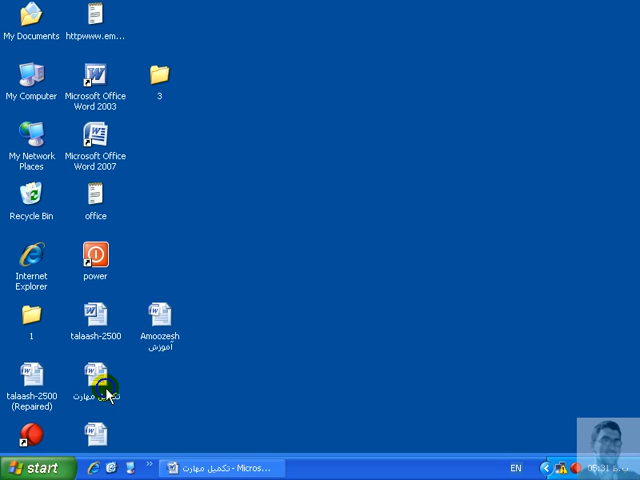 My Documents
httpwww.em...
My Computer
Microsoft Office
Word 2003
3
My Network
Places
Microsoft Office
Word 2007
Recycle Bin
office
Internet
Explorer
power
1
talaash-2500
Amoozesh
آموزش
talaash-2500
(Repaired)
تکمیل مهارت
start
تکمیل مهارت - Micros...
EN
05:31 ب.ظ